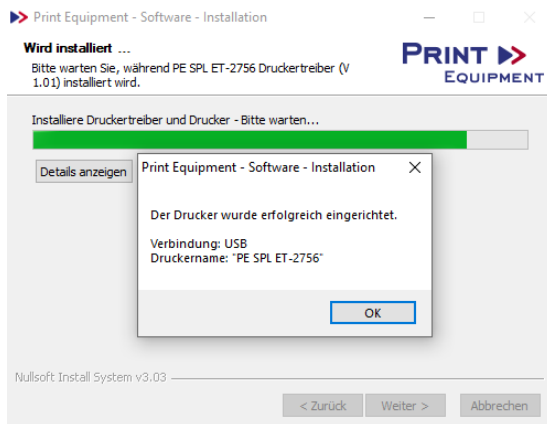 Print Equipment - Software - Installation
Wird installiert ...
Bitte warten Sie, während PE SPL ET-2756 Druckertreiber (V
1.01) installiert wird.
PRINT
EQUIPMENT
Installiere Druckertreiber und Drucker - Bitte warten...
Details anzeigen
Print Equipment - Software - Installation
Der Drucker wurde erfolgreich eingerichtet.
Verbindung: USB
Druckername: "PE SPL ET-2756"
OK
Nullsoft Install System v3.03
< Zurück Weiter > Abbrechen